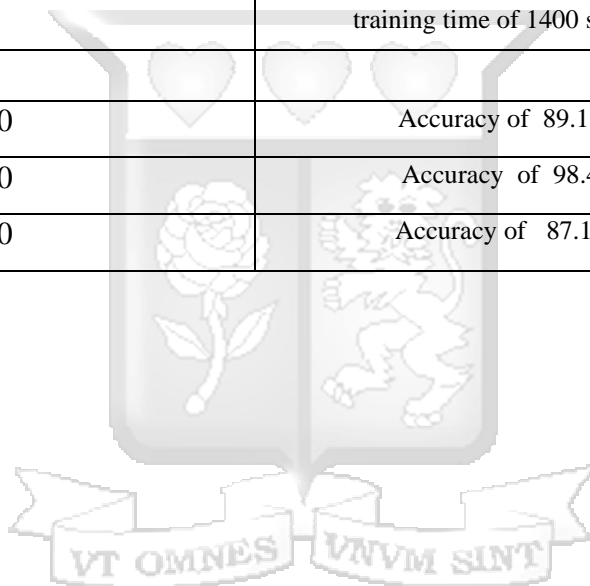 training time of 1400 s
0 Accuracy of 89.1
0 Accuracy of 98.4
0 Accuracy of 87.1
VT OMNES VNVM SINT